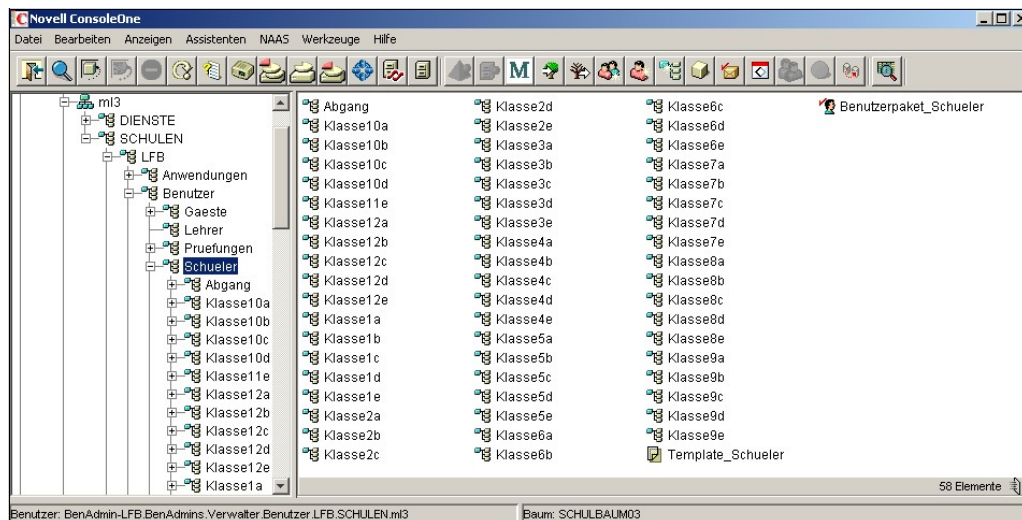 Novell ConsoleOne
Datei Bearbeiten Anzeigen Assistenten NAAS Werkzeuge Hilfe
ml3
DIENSTE
SCHULEN
LFB
Anwendungen
Benutzer
Gaeste
Lehrer
Pruefungen
Schueler
Abgang
Klasse10a
Klasse10b
Klasse10c
Klasse10d
Klasse11e
Klasse12a
Klasse12b
Klasse12c
Klasse12d
Klasse12e
Klasse1a
Abgang
Klasse10a
Klasse10b
Klasse10c
Klasse10d
Klasse11e
Klasse12a
Klasse12b
Klasse12c
Klasse12d
Klasse12e
Klasse1a
Klasse1b
Klasse1c
Klasse1d
Klasse1e
Klasse2a
Klasse2b
Klasse2c
Klasse2d
Klasse2e
Klasse3a
Klasse3b
Klasse3c
Klasse3d
Klasse3e
Klasse4a
Klasse4b
Klasse4c
Klasse4d
Klasse4e
Klasse5a
Klasse5b
Klasse5c
Klasse5d
Klasse5e
Klasse6a
Klasse6b
Klasse6c
Klasse6d
Klasse6e
Klasse7a
Klasse7b
Klasse7c
Klasse7d
Klasse7e
Klasse8a
Klasse8b
Klasse8c
Klasse8d
Klasse8e
Klasse9a
Klasse9b
Klasse9c
Klasse9d
Klasse9e
Template_Schueler
Benutzerpaket_Schueler
58 Elemente
Benutzer: BenAdmin-LFB.BenAdmins.Verwalter.Benutzer.LFB.SCHULEN.ml3
Baum: SCHULBAUM03